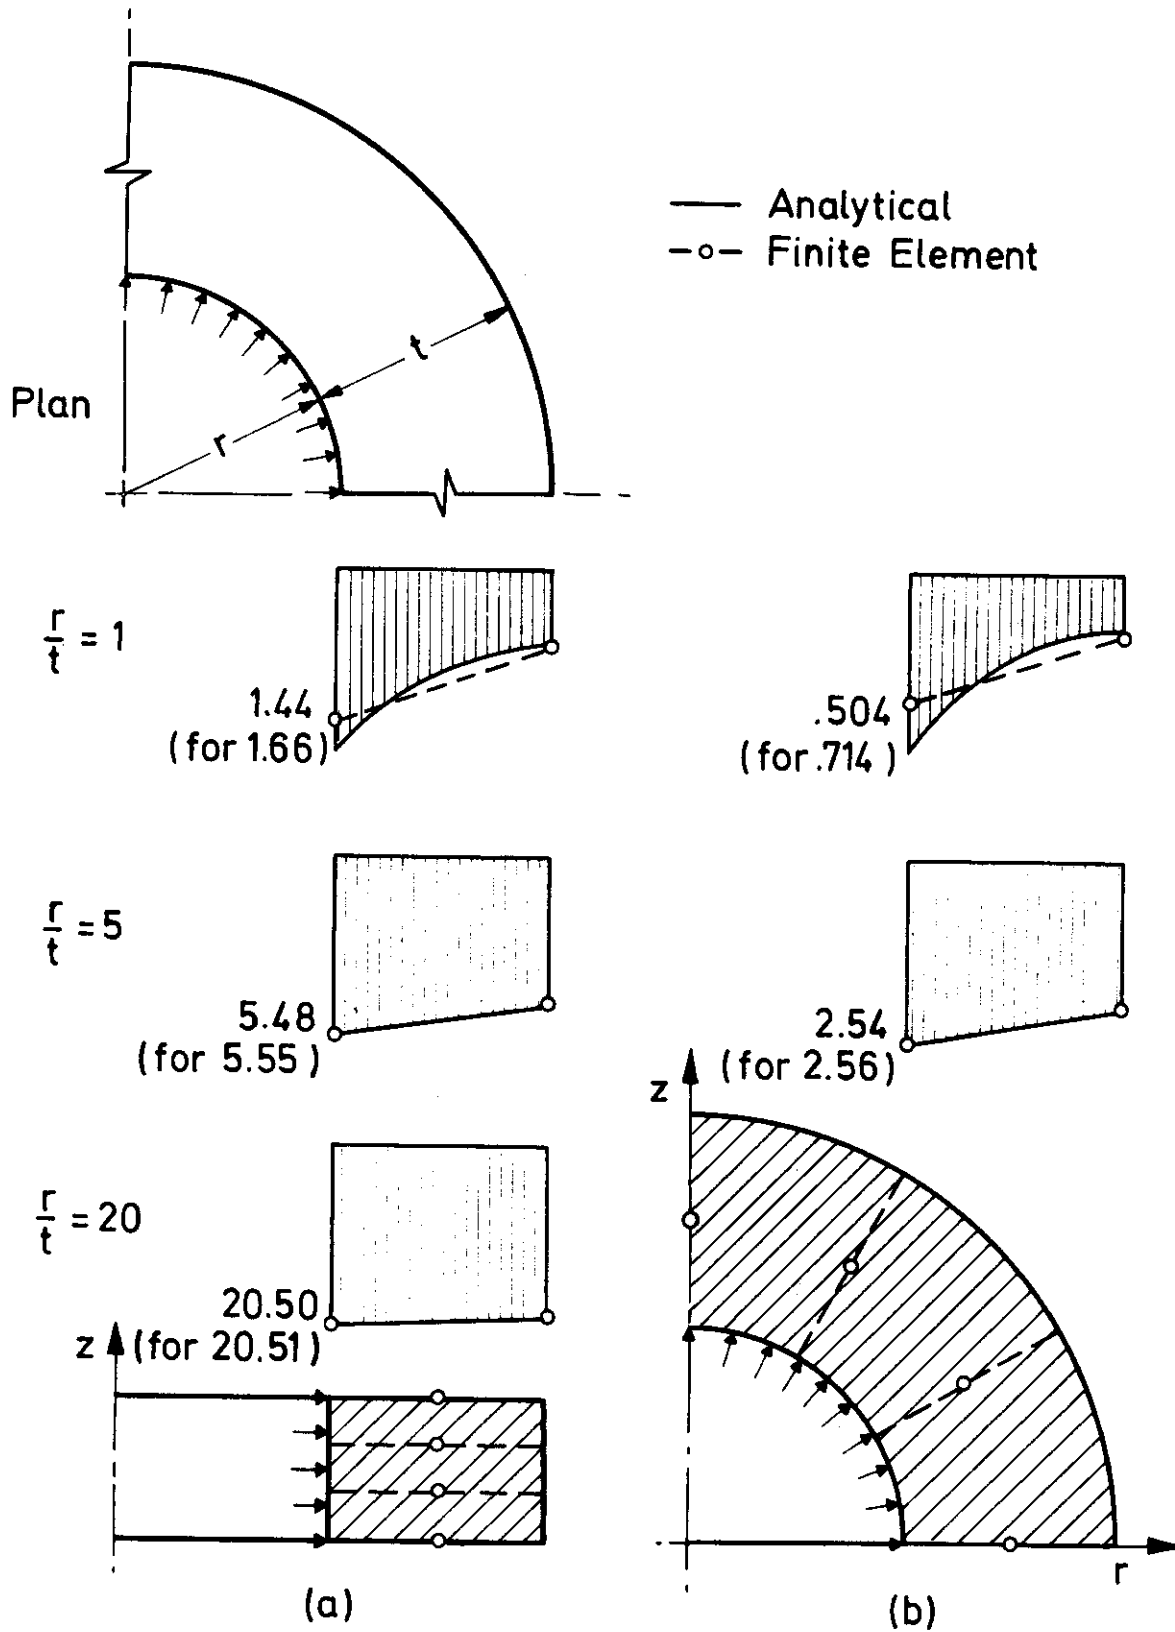 Analytical
Finite Element
t
Plan
r
r/t = 1
1.44
(for 1.66)
.504
(for .714)
r/t = 5
5.48
(for 5.55)
2.54
(for 2.56)
z
r/t = 20
20.50
z (for 20.51)
r
(a)
(b)